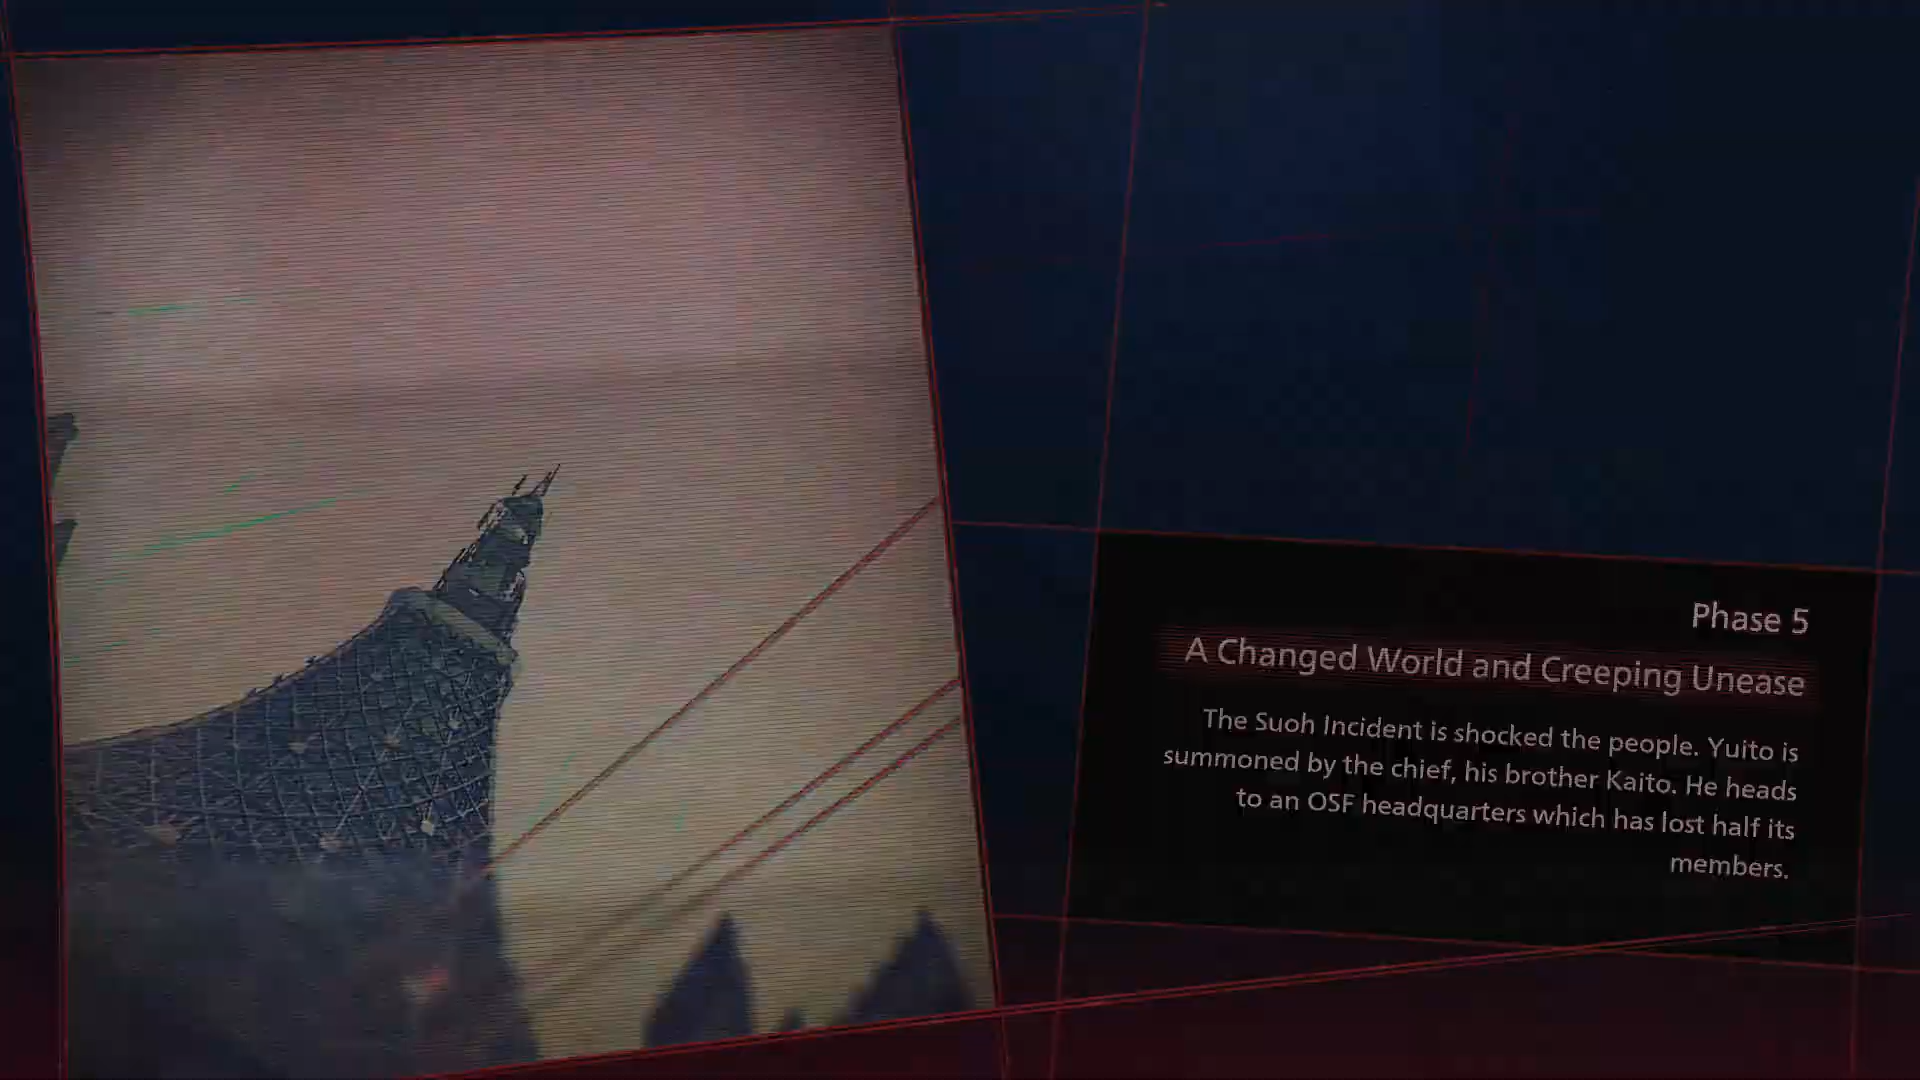 Phase 5
A Changed World and Creeping Unease
The Suoh Incident is shocked the people. Yuito is
summoned by the chief, his brother Kaito. He heads
to an OSF headquarters which has lost half its
members.